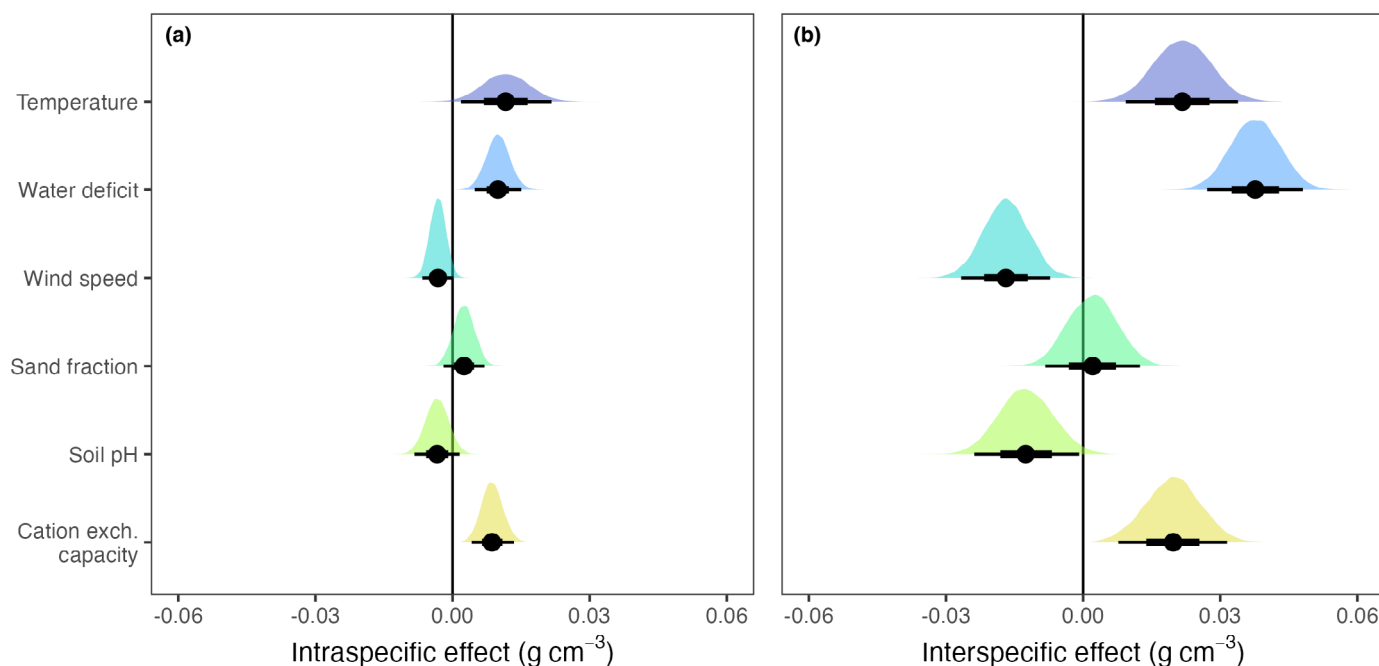 (a)
(b)
Temperature
Water deficit
Wind speed
Sand fraction
Soil pH
Cation exch.
capacity
-0.06 -0.03 0.00 0.03 0.06
-0.06 -0.03 0.00 0.03 0.06
Intraspecific effect (g cm⁻³)
Interspecific effect (g cm⁻³)